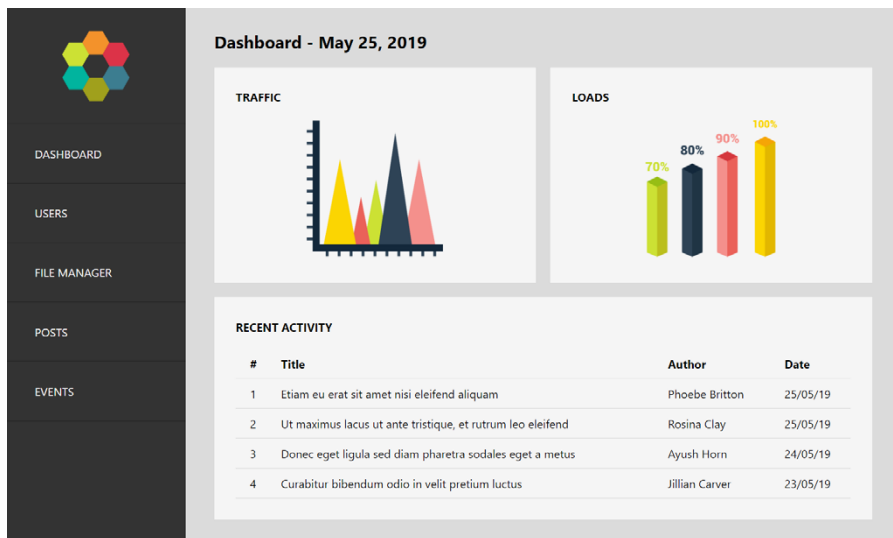 DASHBOARD
USERS
FILE MANAGER
POSTS
EVENTS
Dashboard - May 25, 2019
TRAFFIC
LOADS
70%
80%
90%
100%
RECENT ACTIVITY
# Title Author Date
1 Etiam eu erat sit amet nisi eleifend aliquam Phoebe Britton 25/05/19
2 Ut maximus lacus ut ante tristique, et rutrum leo eleifend Rosina Clay 25/05/19
3 Donec eget ligula sed diam pharetra sodales eget a metus Ayush Horn 24/05/19
4 Curabitur bibendum odio in velit pretium luctus Jillian Carver 23/05/19